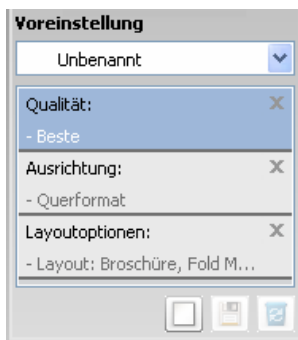 Voreinstellung
Unbenannt
Qualität:
- Beste
Ausrichtung:
- Querformat
Layoutoptionen:
- Layout: Broschüre, Fold M...